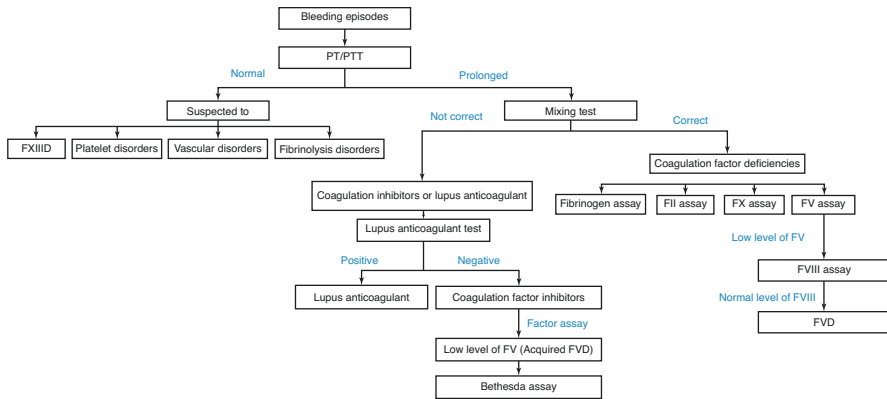 Bleeding episodes
PT/PTT
Normal
Prolonged
Suspected to
Mixing test
Not correct
Correct
FXIIID
Platelet disorders
Vascular disorders
Fibrinolysis disorders
Coagulation factor deficiencies
Coagulation inhibitors or lupus anticoagulant
Fibrinogen assay
FII assay
FX assay
FV assay
Lupus anticoagulant test
Low level of FV
Positive
Negative
FVIII assay
Lupus anticoagulant
Coagulation factor inhibitors
Normal level of FVIII
Factor assay
FVD
Low level of FV (Acquired FVD)
Bethesda assay